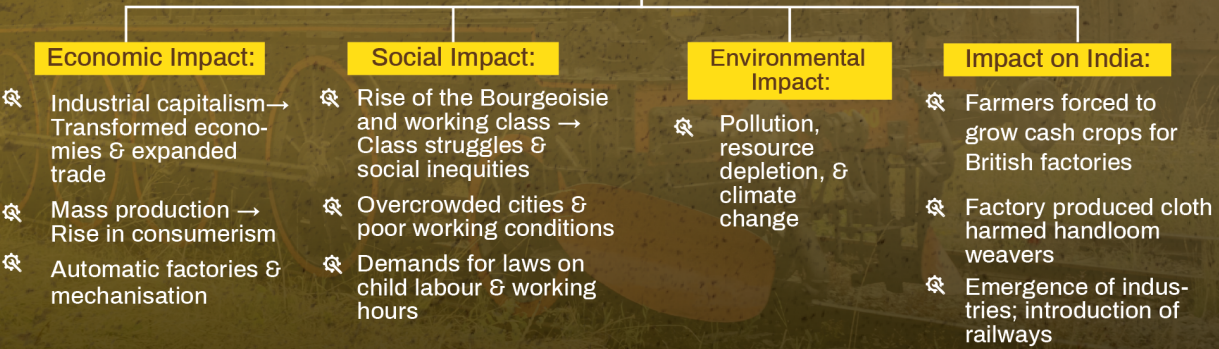 Economic Impact:
Industrial capitalism→
Transformed econo-
mies & expanded
trade
Mass production →
Rise in consumerism
Automatic factories &
mechanisation
Social Impact:
Rise of the Bourgeoisie
and working class →
Class struggles &
social inequities
Overcrowded cities &
poor working conditions
Demands for laws on
child labour & working
hours
Environmental
Impact:
Pollution,
resource
depletion, &
climate
change
Impact on India:
Farmers forced to
grow cash crops for
British factories
Factory produced cloth
harmed handloom
weavers
Emergence of indus-
tries; introduction of
railways